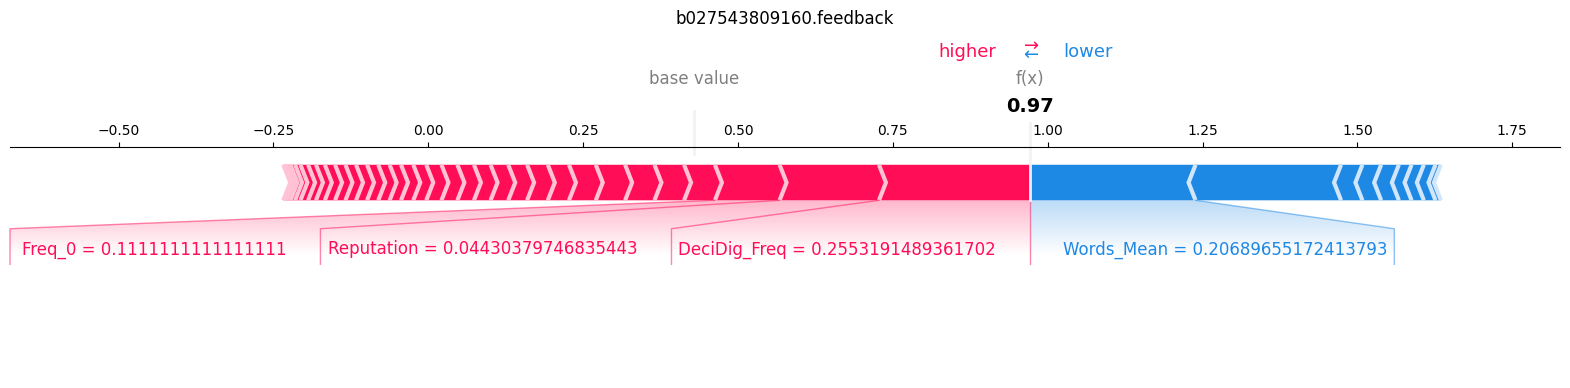 b027543809160.feedback
higher ⇄ lower
base value f(x)
0.97
−0.50 −0.25 0.00 0.25 0.50 0.75 1.00 1.25 1.50 1.75
Freq_0 = 0.1111111111111111 Reputation = 0.04430379746835443 DeciDig_Freq = 0.2553191489361702 Words_Mean = 0.20689655172413793